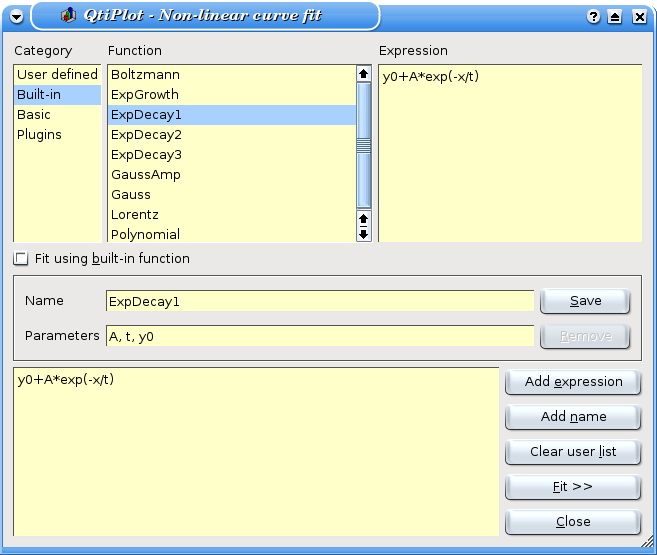 QtiPlot - Non-linear curve fit
Category Function Expression
User defined
Built-in
Basic
Plugins
Boltzmann
ExpGrowth
ExpDecay1
ExpDecay2
ExpDecay3
GaussAmp
Gauss
Lorentz
Polynomial
y0+A*exp(-x/t)
Fit using built-in function
Name ExpDecay1 Save
Parameters A, t, y0 Remove
y0+A*exp(-x/t)
Add expression
Add name
Clear user list
Fit >>
Close